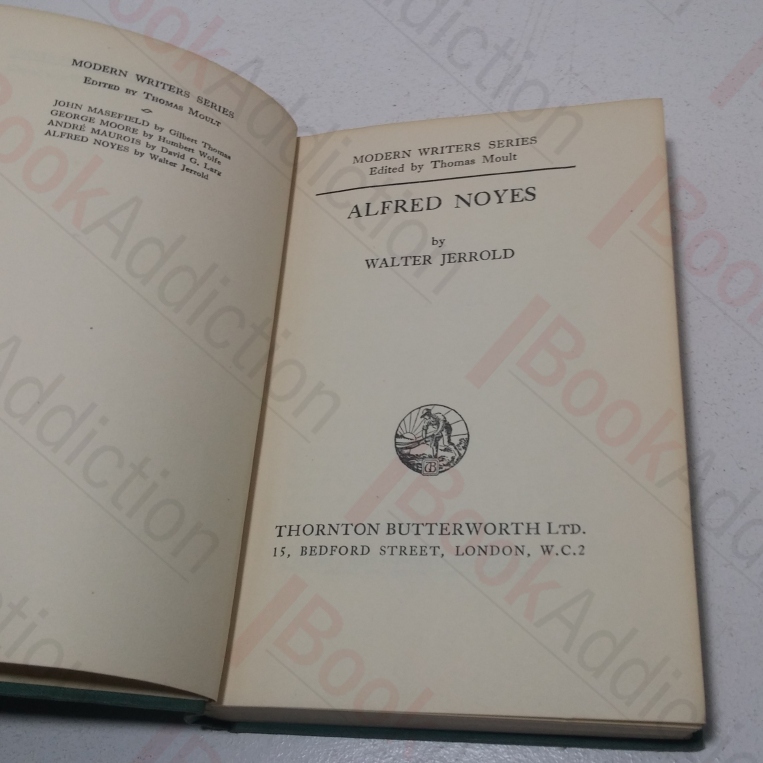 MODERN WRITERS SERIES
EDITED BY THOMAS MOULT
JOHN MASEFIELD by Gilbert Thomas
GEORGE MOORE by Humbert Wolfe
ANDRÉ MAUROIS by David G. Larg
ALFRED NOYES by Walter Jerrold
MODERN WRITERS SERIES
Edited by Thomas Moult
ALFRED NOYES
by
WALTER JERROLD
TB
THORNTON BUTTERWORTH LTD.
15, BEDFORD STREET, LONDON, W.C.2
BookAddiction